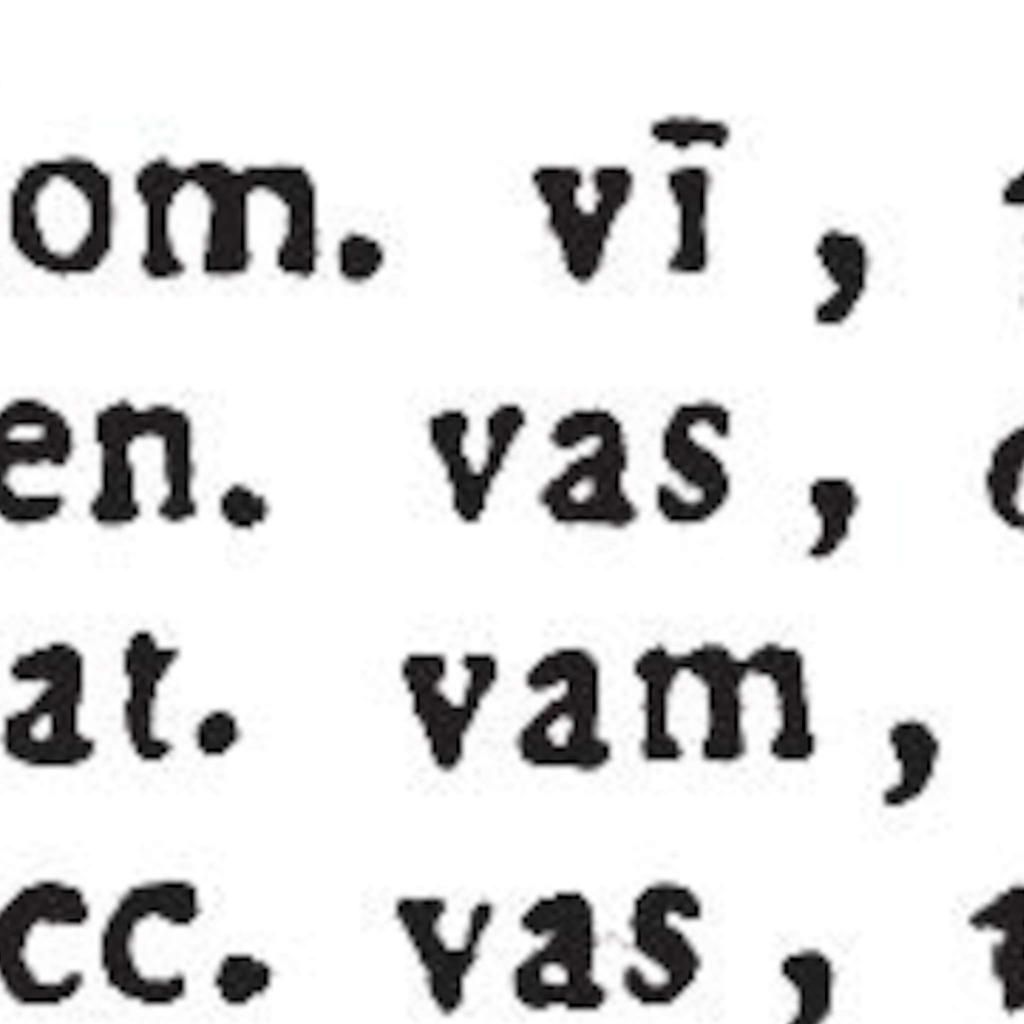 om. vī,
en. vas,
at. vam,
cc. vas,